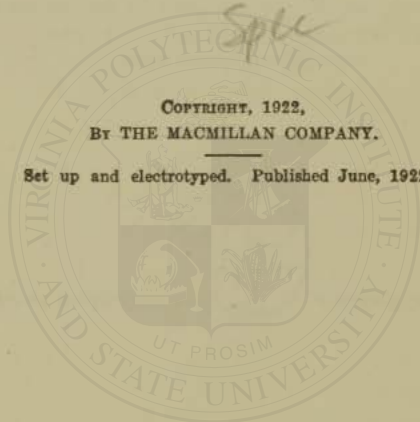 Spec
COPYRIGHT, 1922,
BY THE MACMILLAN COMPANY.
Set up and electrotyped. Published June, 192
VIRGINIA POLYTECHNIC INSTITUTE
AND STATE UNIVERSITY
UT PROSIM